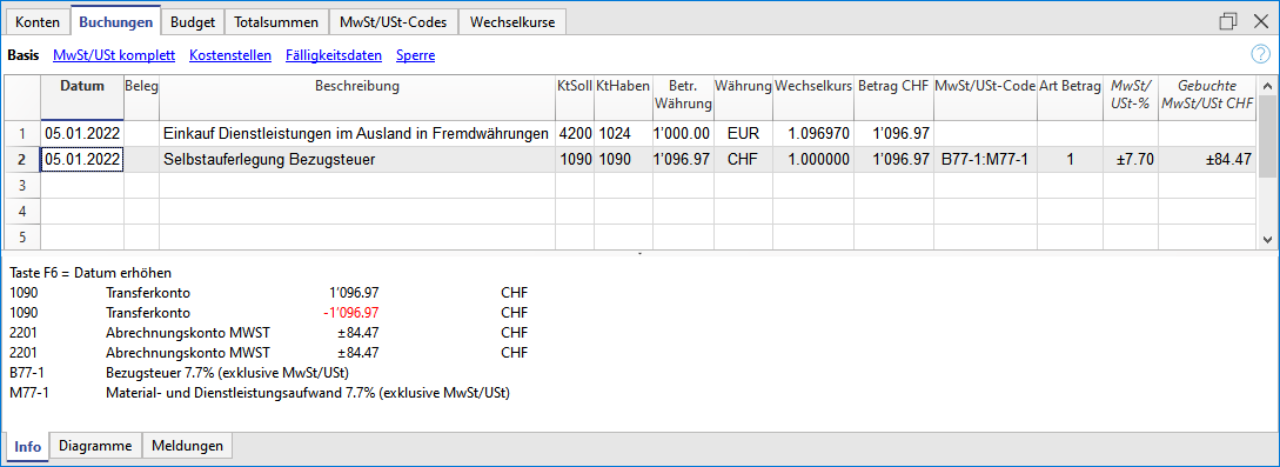 Konten Buchungen Budget Totalsummen MwSt/USt-Codes Wechselkurse
Basis MwSt/USt komplett Kostenstellen Fälligkeitsdaten Sperre ?
Datum Beleg Beschreibung KtSoll KtHaben Betr. Währung Währung Wechselkurs Betrag CHF MwSt/USt-Code Art Betrag MwSt/ USt-% Gebuchte MwSt/USt CHF
1 05.01.2022 Einkauf Dienstleistungen im Ausland in Fremdwährungen 4200 1024 1'000.00 EUR 1.096970 1'096.97
2 05.01.2022 Selbstauferlegung Bezugsteuer 1090 1090 1'096.97 CHF 1.000000 1'096.97 B77-1:M77-1 1 ±7.70 ±84.47
3
4
5
Taste F6 = Datum erhöhen
1090 Transferkonto 1'096.97 CHF
1090 Transferkonto -1'096.97 CHF
2201 Abrechnungskonto MWST ±84.47 CHF
2201 Abrechnungskonto MWST ±84.47 CHF
B77-1 Bezugsteuer 7.7% (exklusive MwSt/USt)
M77-1 Material- und Dienstleistungsaufwand 7.7% (exklusive MwSt/USt)
Info Diagramme Meldungen